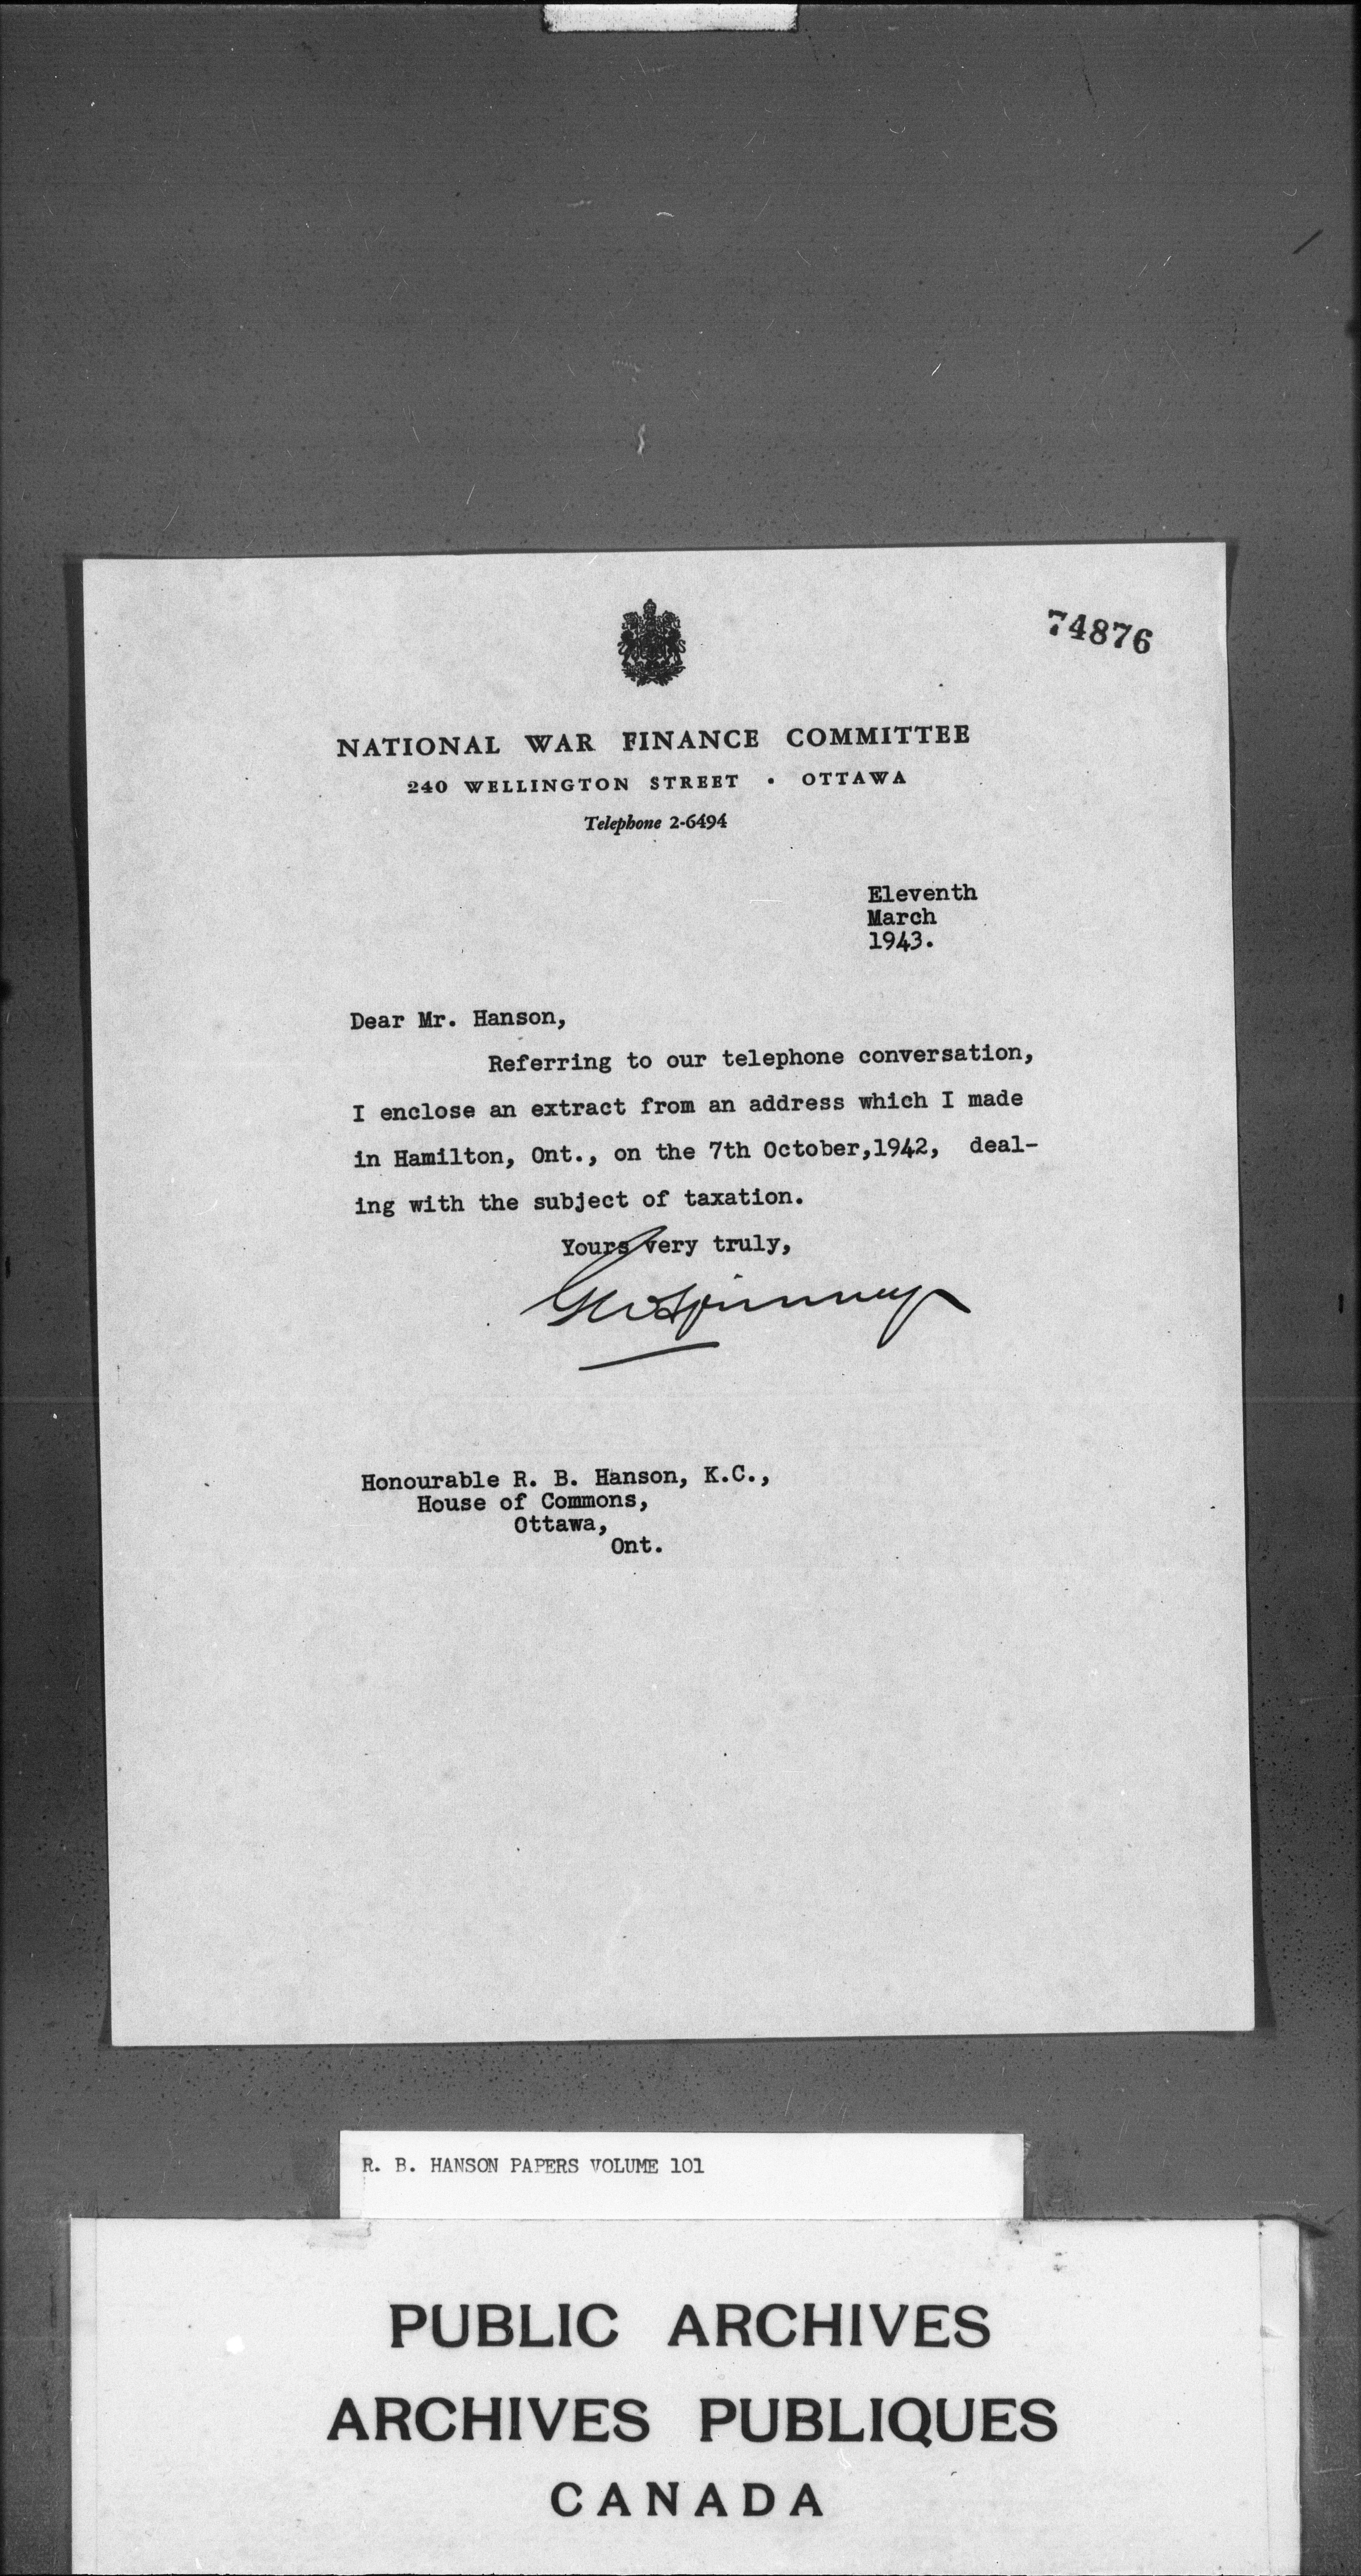 74876
NATIONAL WAR FINANCE COMMITTEE
240 WELLINGTON STREET • OTTAWA
Telephone 2-6494
Eleventh
March
1943.
Dear Mr. Hanson,
Referring to our telephone conversation,
I enclose an extract from an address which I made
in Hamilton, Ont., on the 7th October,1942, deal-
ing with the subject of taxation.
Yours very truly,
GWSpinney
Honourable R. B. Hanson, K.C.,
House of Commons,
Ottawa,
Ont.
R. B. HANSON PAPERS VOLUME 101
PUBLIC ARCHIVES
ARCHIVES PUBLIQUES
CANADA